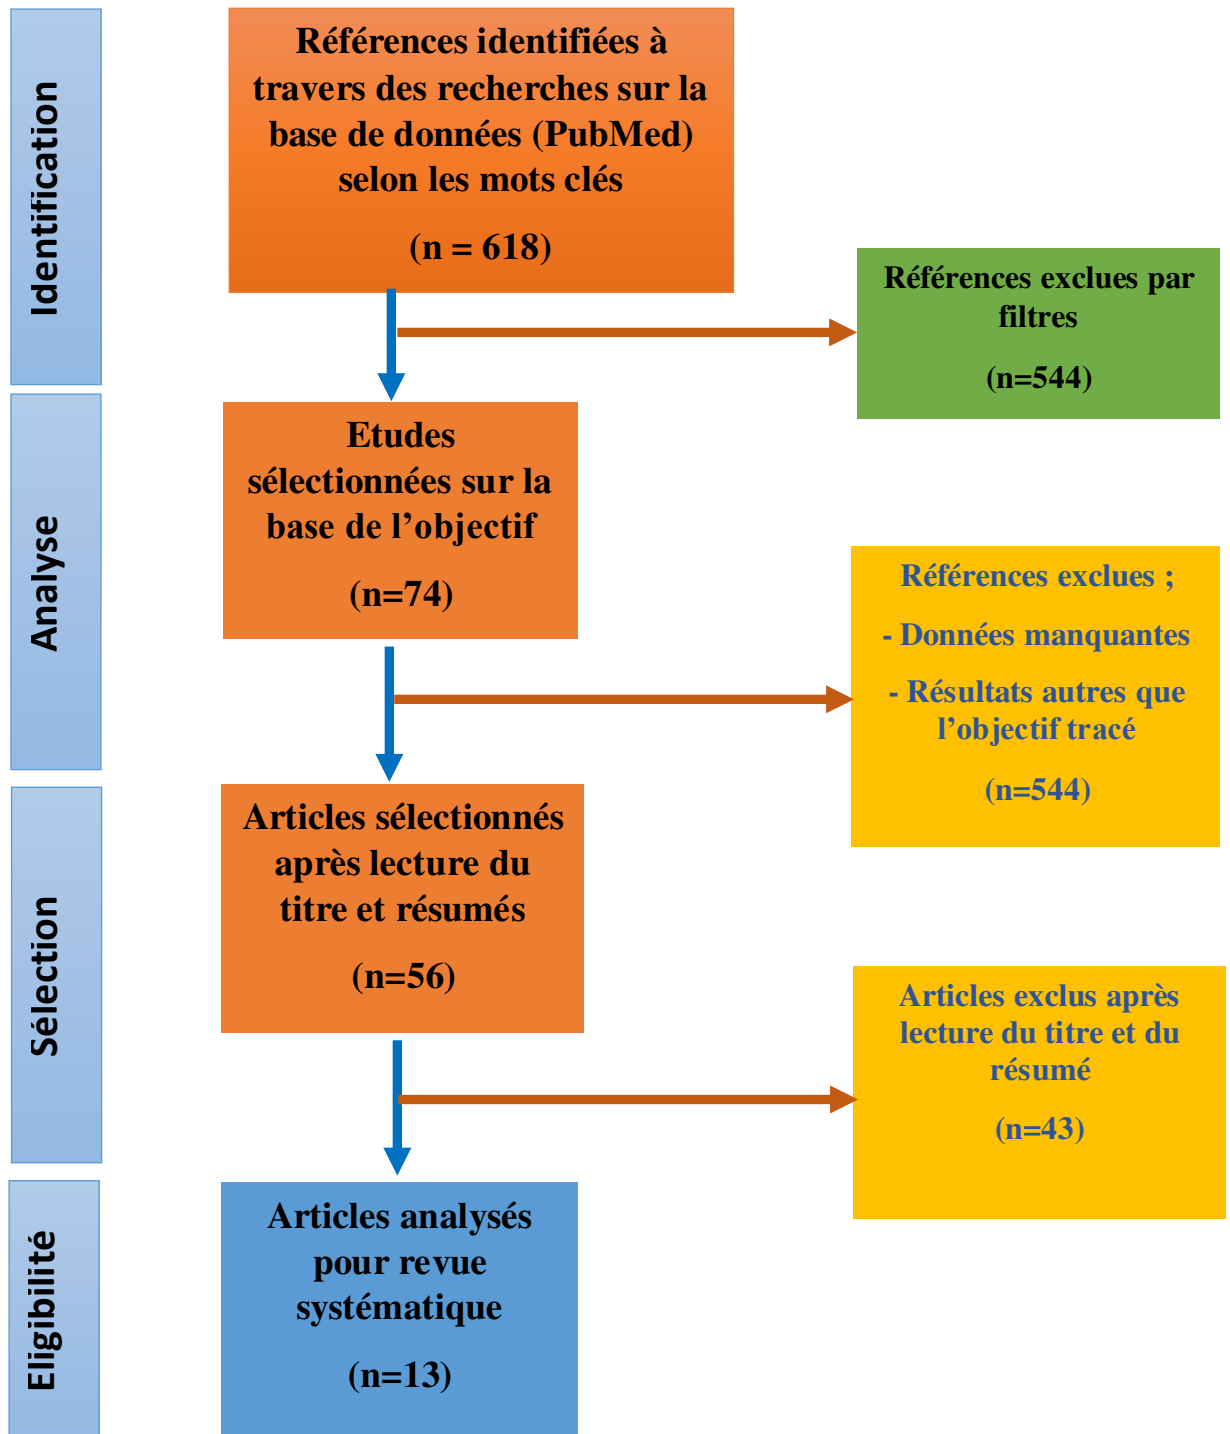 Identification
Références identifiées à
travers des recherches sur la
base de données (PubMed)
selon les mots clés
(n = 618)
Références exclues par
filtres
(n=544)
Analyse
Etudes
sélectionnées sur la
base de l’objectif
(n=74)
Références exclues ;
- Données manquantes
- Résultats autres que
l’objectif tracé
(n=544)
Sélection
Articles sélectionnés
après lecture du
titre et résumés
(n=56)
Articles exclus après
lecture du titre et du
résumé
(n=43)
Eligibilité
Articles analysés
pour revue
systématique
(n=13)